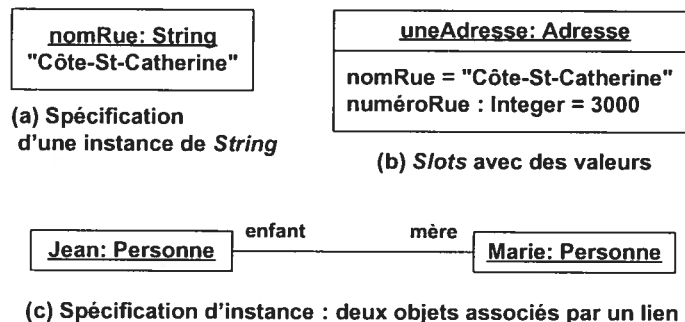 nomRue: String
"Côte-St-Catherine"
(a) Spécification
d'une instance de String
uneAdresse: Adresse
nomRue = "Côte-St-Catherine"
numéroRue : Integer = 3000
(b) Slots avec des valeurs
Jean: Personne
enfant
mère
Marie: Personne
(c) Spécification d'instance : deux objets associés par un lien